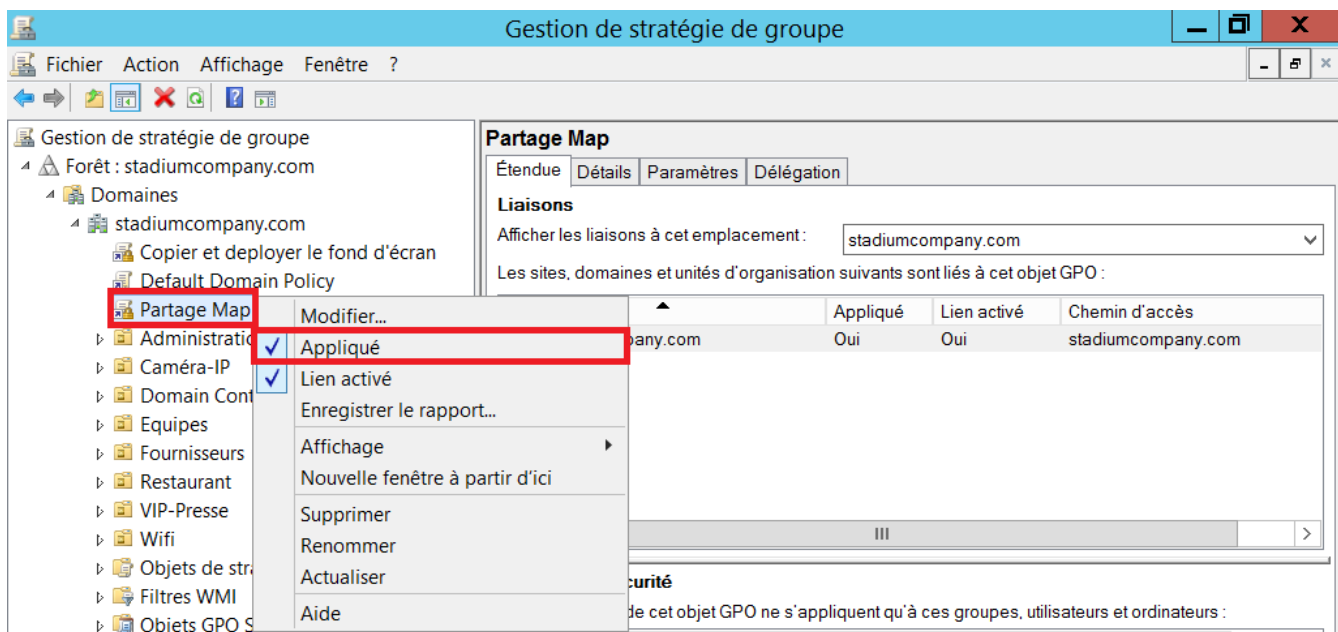 Gestion de stratégie de groupe
Fichier Action Affichage Fenêtre ?
Gestion de stratégie de groupe
Forêt : stadiumcompany.com
Domaines
stadiumcompany.com
Copier et deployer le fond d'écran
Default Domain Policy
Partage Map
Administratio
Caméra-IP
Domain Cont
Equipes
Fournisseurs
Restaurant
VIP-Presse
Wifi
Objets de stra
Filtres WMI
Objets GPO S
Modifier...
Appliqué
Lien activé
Enregistrer le rapport...
Affichage
Nouvelle fenêtre à partir d'ici
Supprimer
Renommer
Actualiser
Aide
Partage Map
Étendue Détails Paramètres Délégation
Liaisons
Afficher les liaisons à cet emplacement : stadiumcompany.com
Les sites, domaines et unités d'organisation suivants sont liés à cet objet GPO :
Appliqué Lien activé Chemin d'accès
pany.com Oui Oui stadiumcompany.com
curité
de cet objet GPO ne s'appliquent qu'à ces groupes, utilisateurs et ordinateurs :